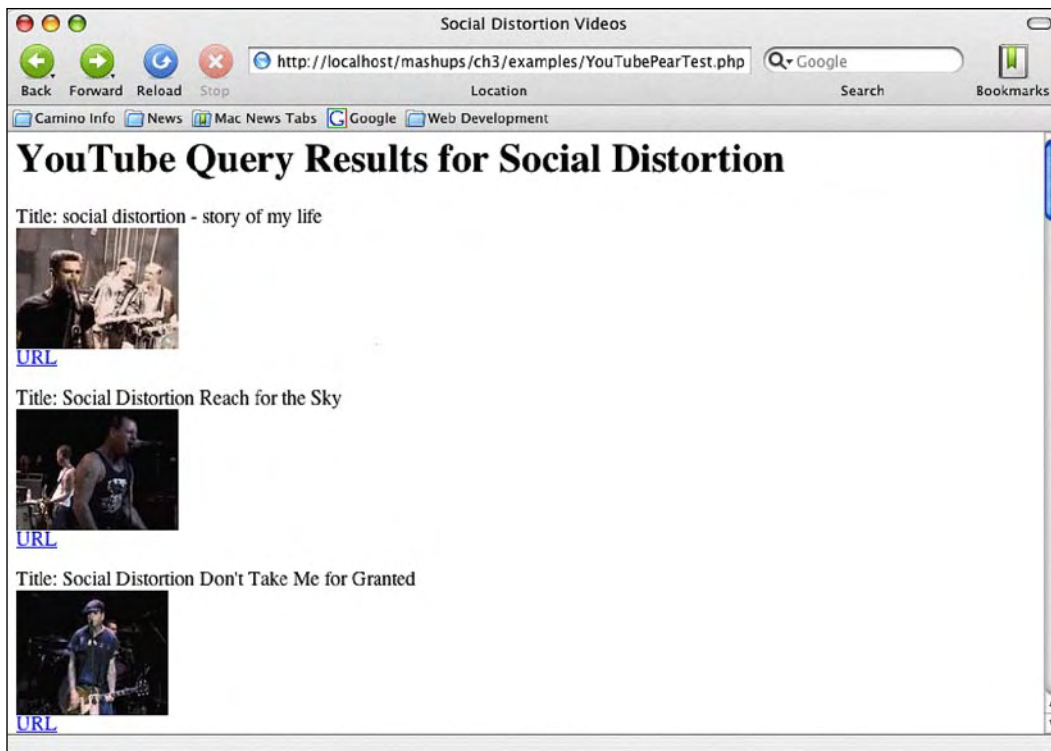 Social Distortion Videos
http://localhost/mashups/ch3/examples/YouTubePearTest.php
Google
Back Forward Reload Stop Location Search Bookmarks
Camino Info News Mac News Tabs Google Web Development
YouTube Query Results for Social Distortion
Title: social distortion - story of my life
URL
Title: Social Distortion Reach for the Sky
URL
Title: Social Distortion Don't Take Me for Granted
URL